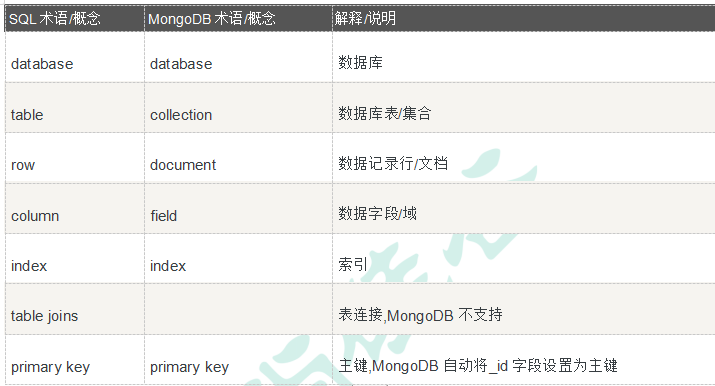 SQL 术语/概念 MongoDB 术语/概念 解释/说明
database database 数据库
table collection 数据库表/集合
row document 数据记录行/文档
column field 数据字段/域
index index 索引
table joins 表连接,MongoDB 不支持
primary key primary key 主键,MongoDB 自动将_id 字段设置为主键